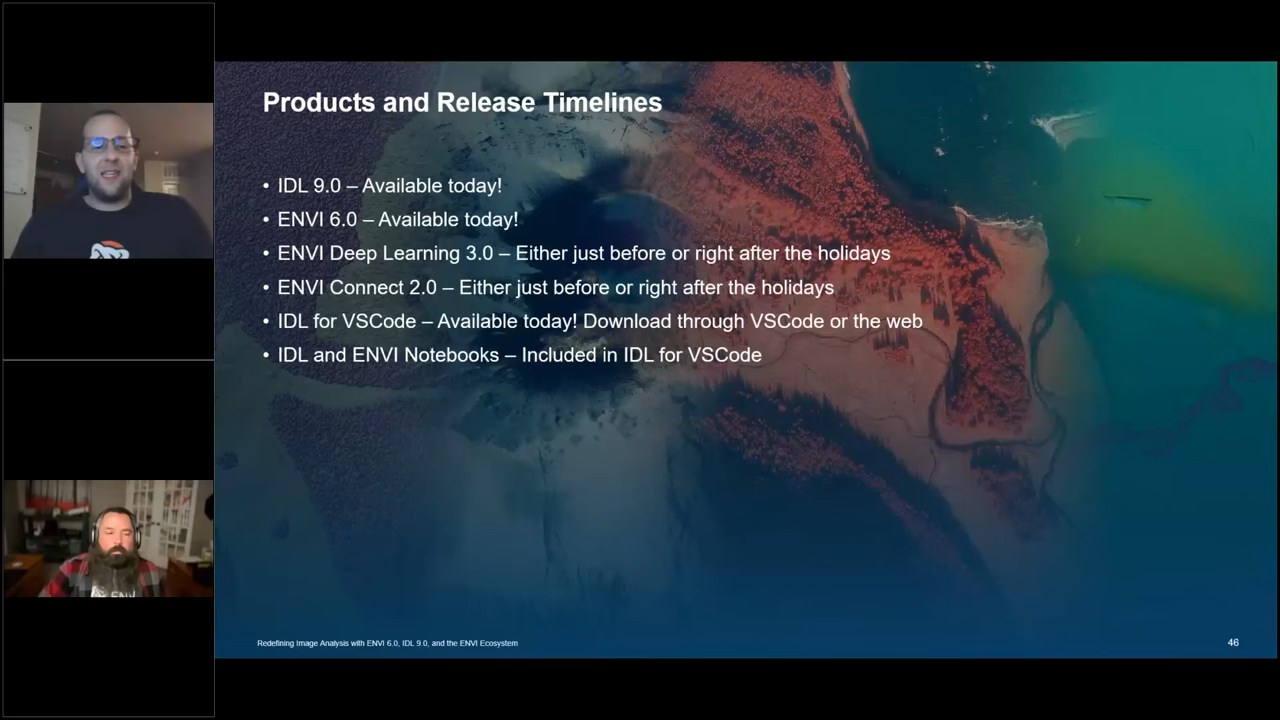 Products and Release Timelines
• IDL 9.0 – Available today!
• ENVI 6.0 – Available today!
• ENVI Deep Learning 3.0 – Either just before or right after the holidays
• ENVI Connect 2.0 – Either just before or right after the holidays
• IDL for VSCode – Available today! Download through VSCode or the web
• IDL and ENVI Notebooks – Included in IDL for VSCode
Redefining Image Analysis with ENVI 6.0, IDL 9.0, and the ENVI Ecosystem
46